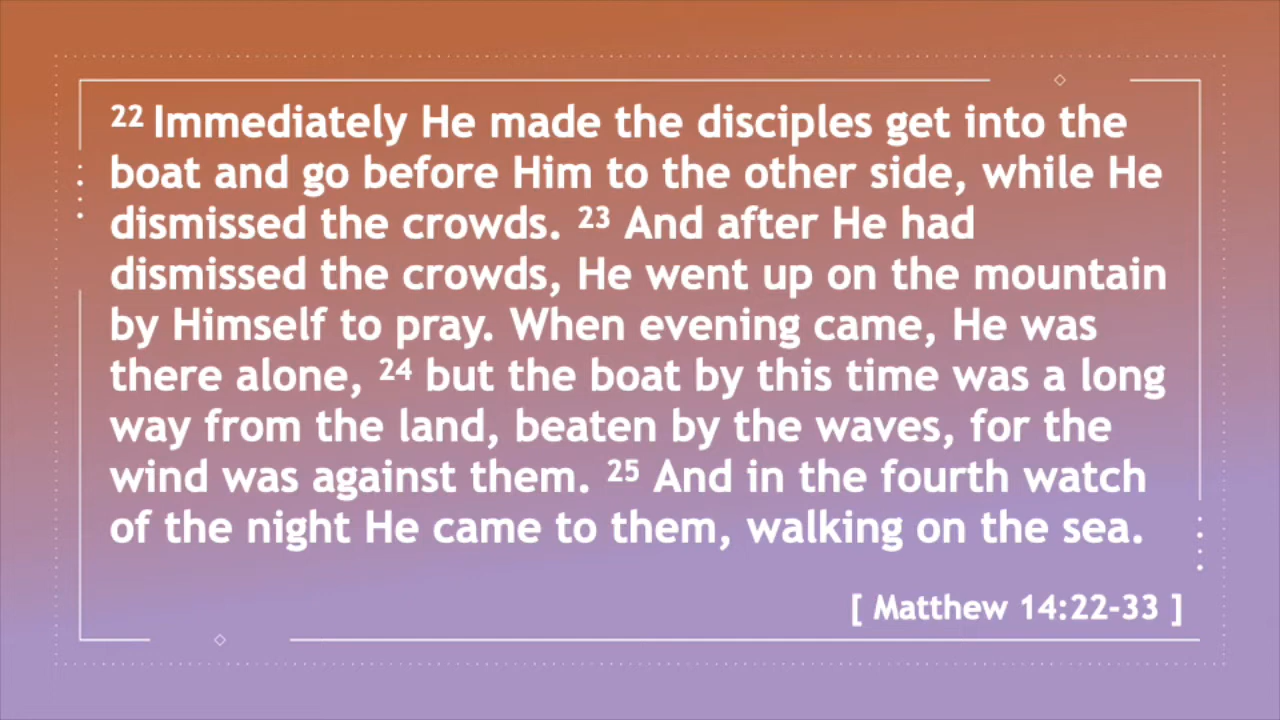 22 Immediately He made the disciples get into the
boat and go before Him to the other side, while He
dismissed the crowds. 23 And after He had
dismissed the crowds, He went up on the mountain
by Himself to pray. When evening came, He was
there alone, 24 but the boat by this time was a long
way from the land, beaten by the waves, for the
wind was against them. 25 And in the fourth watch
of the night He came to them, walking on the sea.
[ Matthew 14:22-33 ]